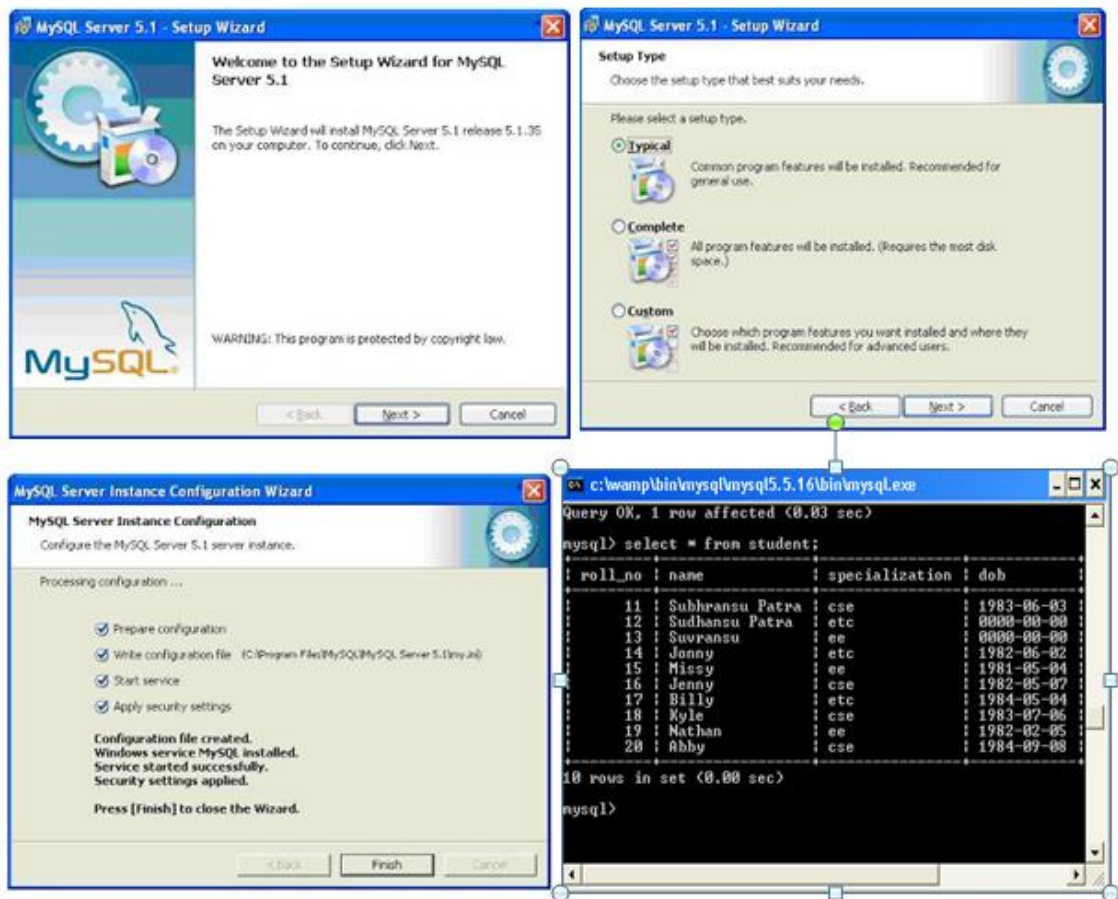 MySQL Server 5.1 - Setup Wizard
Welcome to the Setup Wizard for MySQL
Server 5.1
The Setup Wizard will install MySQL Server 5.1 release 5.1.35
on your computer. To continue, click Next.
WARNING: This program is protected by copyright law.
MySQL
< Back
Next >
Cancel
MySQL Server 5.1 - Setup Wizard
Setup Type
Choose the setup type that best suits your needs.
Please select a setup type.
Typical
Common program features will be installed. Recommended for
general use.
Complete
All program features will be installed. (Requires the most disk
space.)
Custom
Choose which program features you want installed and where they
will be installed. Recommended for advanced users.
< Back
Next >
Cancel
MySQL Server Instance Configuration Wizard
MySQL Server Instance Configuration
Configure the MySQL Server 5.1 server instance.
Processing configuration ...
Prepare configuration
Write configuration file (C:\Program Files\MySQL\MySQL Server 5.1\my.ini)
Start service
Apply security settings
Configuration file created.
Windows service MySQL installed.
Service started successfully.
Security settings applied.
Press [Finish] to close the Wizard.
< Back
Finish
Cancel
c:\wamp\bin\mysql\mysql5.5.16\bin\mysql.exe
Query OK, 1 row affected (0.03 sec)
mysql> select * from student;
| roll_no | name | specialization | dob |
| 11 | Subhransu Patra | cse | 1983-06-03 |
| 12 | Sudhansu Patra | etc | 0000-00-00 |
| 13 | Suvransu | ee | 0000-00-00 |
| 14 | Jonny | etc | 1982-06-02 |
| 15 | Missy | ee | 1981-05-04 |
| 16 | Jenny | cse | 1982-05-07 |
| 17 | Billy | etc | 1984-05-04 |
| 18 | Kyle | cse | 1983-07-06 |
| 19 | Nathan | ee | 1982-02-05 |
| 20 | Abby | cse | 1984-09-08 |
10 rows in set (0.00 sec)
mysql>